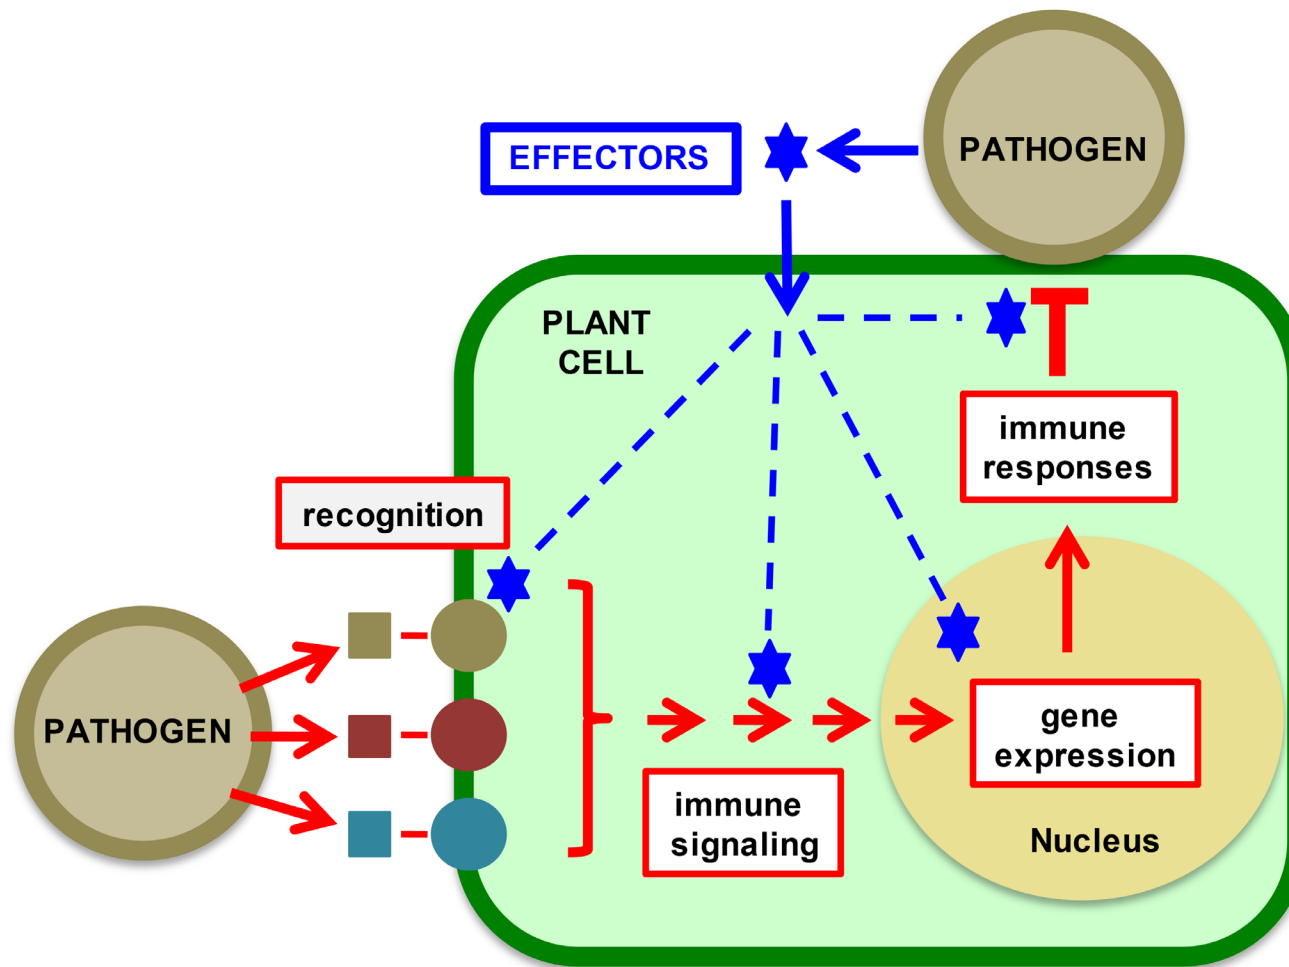 EFFECTORS
PATHOGEN
PLANT
CELL
immune
responses
recognition
PATHOGEN
gene
expression
immune
signaling
Nucleus